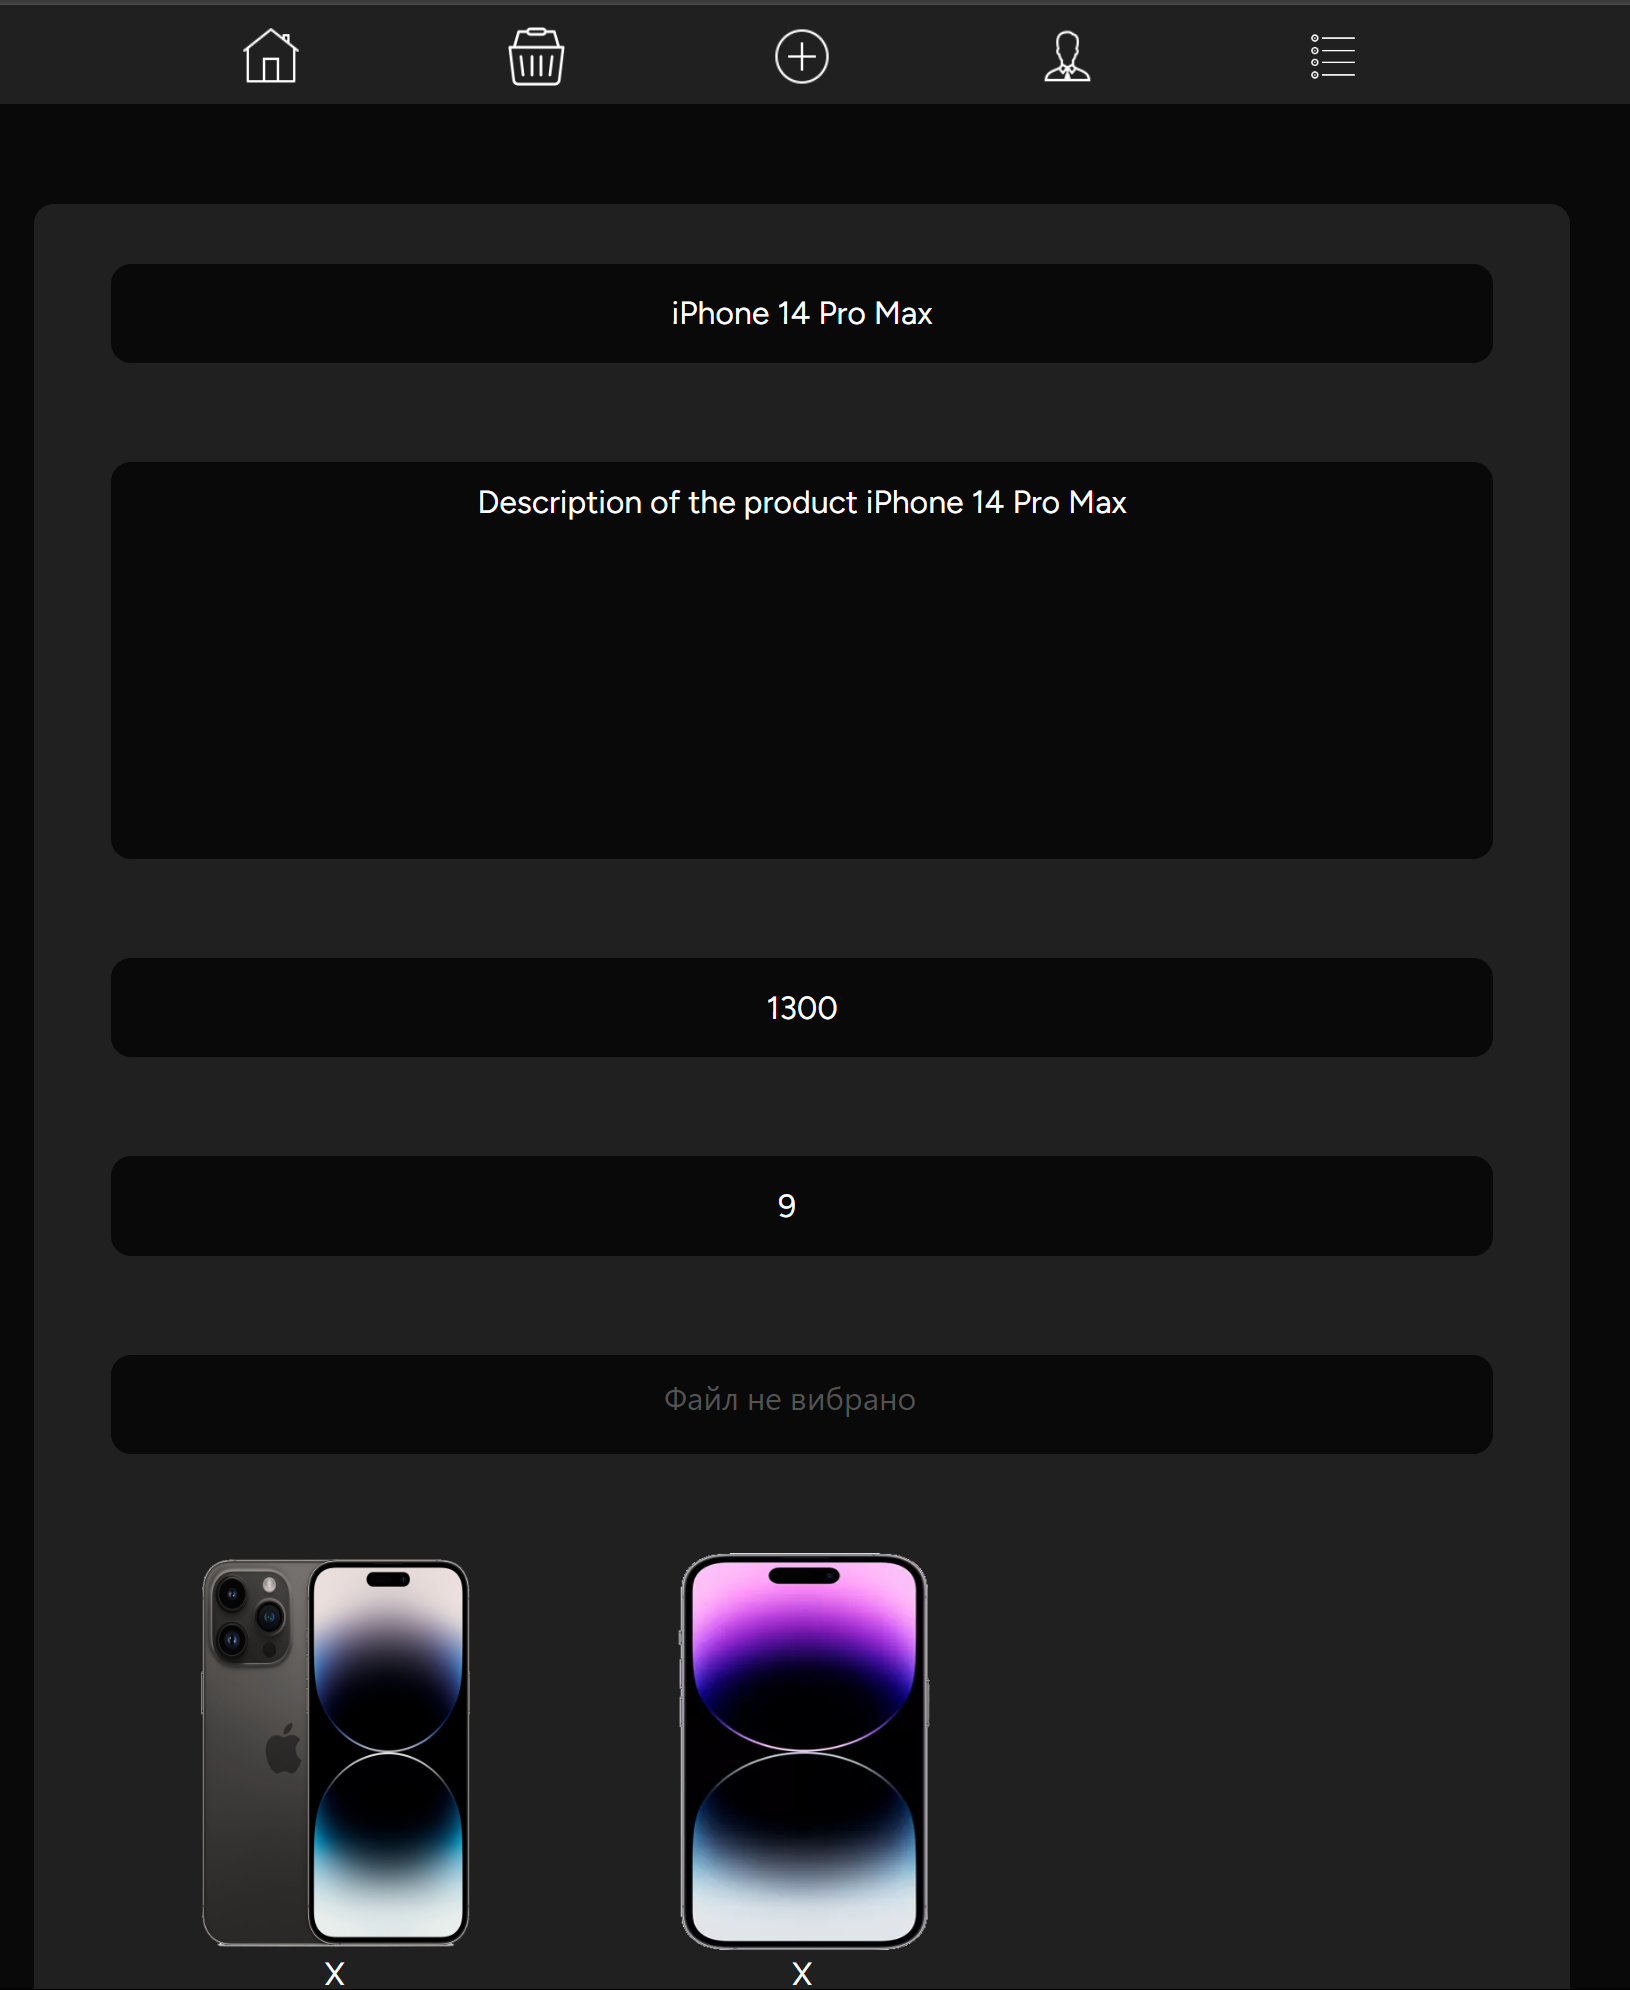 iPhone 14 Pro Max
Description of the product iPhone 14 Pro Max
1300
9
Файл не вибрано
X X